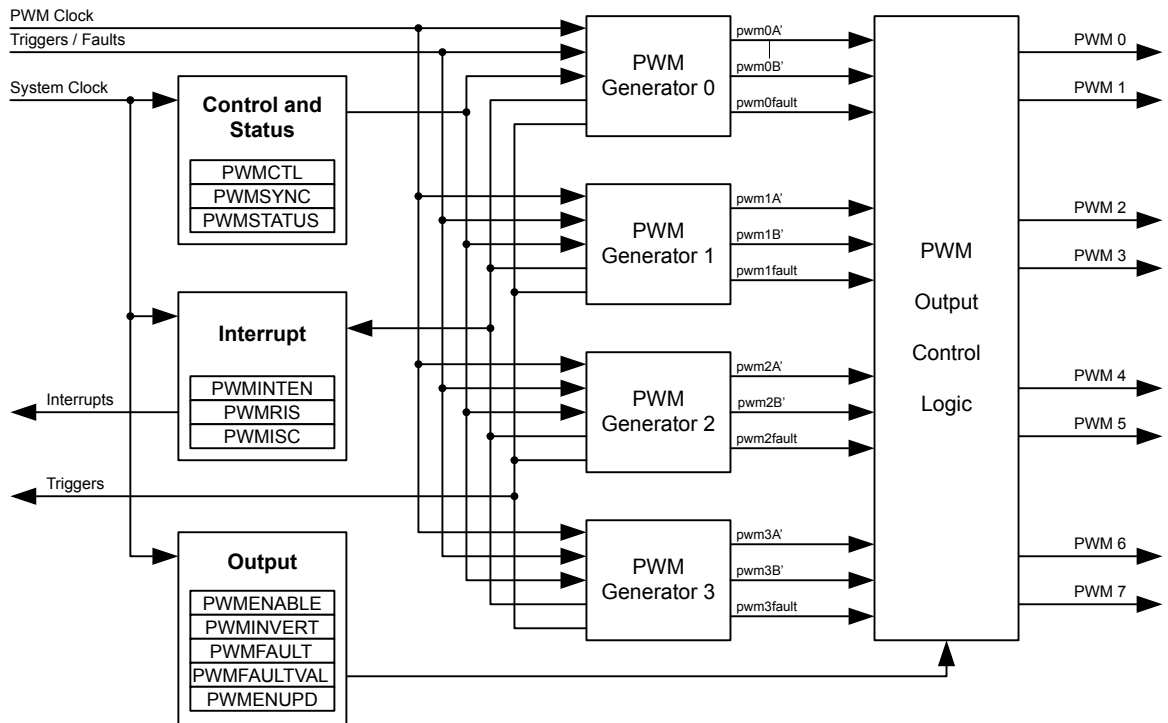 PWM Clock
Triggers / Faults
System Clock
Control and
Status
PWMCTL
PWMSYNC
PWMSTATUS
Interrupt
PWMINTEN
PWMRIS
PWMISC
Interrupts
Triggers
Output
PWMENABLE
PWMINVERT
PWMFAULT
PWMFAULTVAL
PWMENUPD
PWM
Generator 0
pwm0A'
pwm0B'
pwm0fault
PWM
Generator 1
pwm1A'
pwm1B'
pwm1fault
PWM
Generator 2
pwm2A'
pwm2B'
pwm2fault
PWM
Generator 3
pwm3A'
pwm3B'
pwm3fault
PWM
Output
Control
Logic
PWM 0
PWM 1
PWM 2
PWM 3
PWM 4
PWM 5
PWM 6
PWM 7